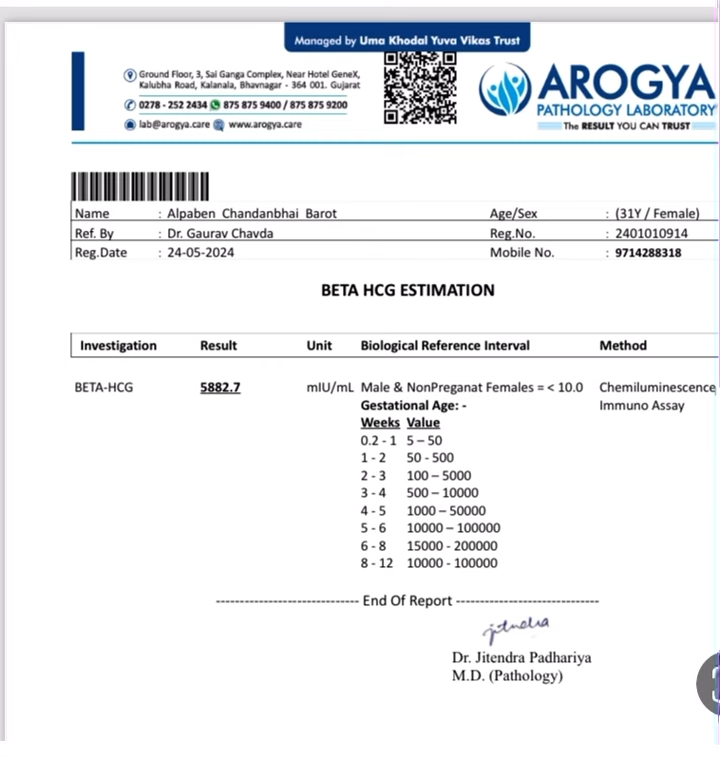 Managed by Uma Khodal Yuva Vikas Trust
Ground Floor, 3, Sai Ganga Complex, Near Hotel GeneX,
Kalubha Road, Kalanala, Bhavnagar - 364 001. Gujarat
0278 - 252 2434 875 875 9400 / 875 875 9200
lab@arogya.care www.arogya.care
AROGYA
PATHOLOGY LABORATORY
The RESULT YOU CAN TRUST
Name : Alpaben Chandanbhai Barot Age/Sex : (31Y / Female)
Ref. By : Dr. Gaurav Chavda Reg.No. : 2401010914
Reg.Date : 24-05-2024 Mobile No. : 9714288318
BETA HCG ESTIMATION
Investigation Result Unit Biological Reference Interval Method
BETA-HCG 5882.7 mIU/mL Male & NonPreganat Females = < 10.0 Chemiluminescence
Gestational Age: - Immuno Assay
Weeks Value
0.2 - 1 5 – 50
1 - 2 50 - 500
2 - 3 100 – 5000
3 - 4 500 – 10000
4 - 5 1000 – 50000
5 - 6 10000 – 100000
6 - 8 15000 - 200000
8 - 12 10000 - 100000
------------------------------ End Of Report ------------------------------
jitndra
Dr. Jitendra Padhariya
M.D. (Pathology)